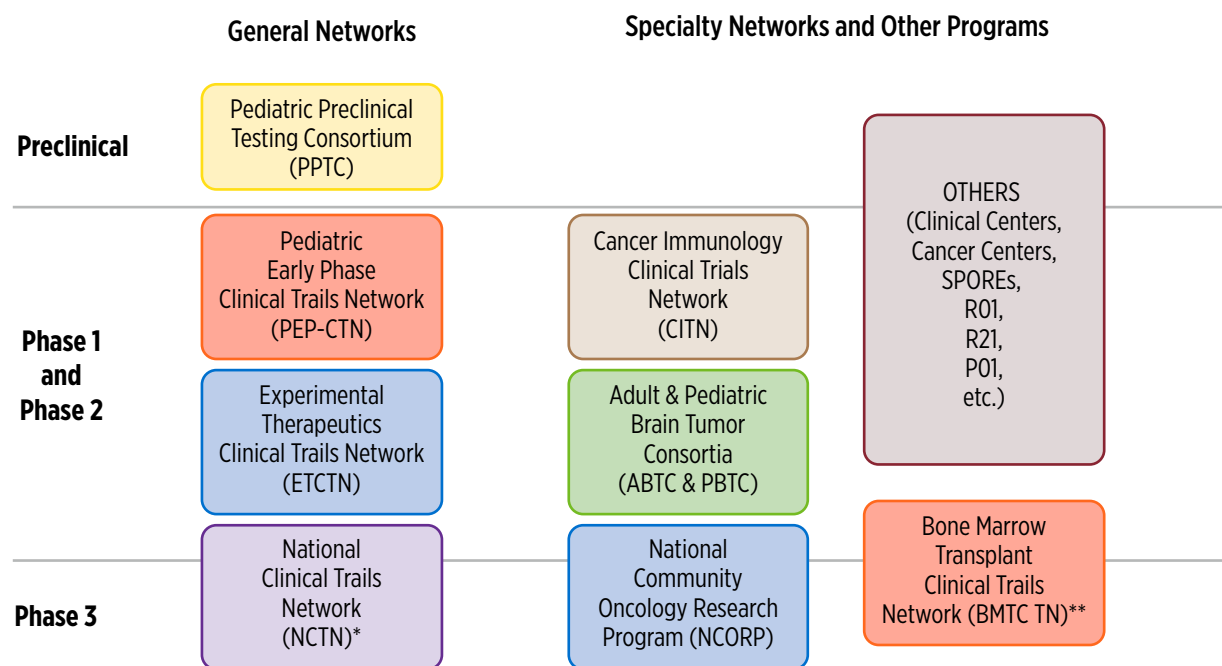 General Networks
Specialty Networks and Other Programs
Preclinical
Pediatric Preclinical
Testing Consortium
(PPTC)
OTHERS
(Clinical Centers,
Cancer Centers,
SPOREs,
R01,
R21,
P01,
etc.)
Phase 1
and
Phase 2
Pediatric
Early Phase
Clinical Trails Network
(PEP-CTN)
Cancer Immunology
Clinical Trials
Network
(CITN)
Experimental
Therapeutics
Clinical Trails Network
(ETCTN)
Adult & Pediatric
Brain Tumor
Consortia
(ABTC & PBTC)
Phase 3
National
Clinical Trails
Network
(NCTN)*
National
Community
Oncology Research
Program (NCORP)
Bone Marrow
Transplant
Clinical Trails
Network (BMTC TN)**